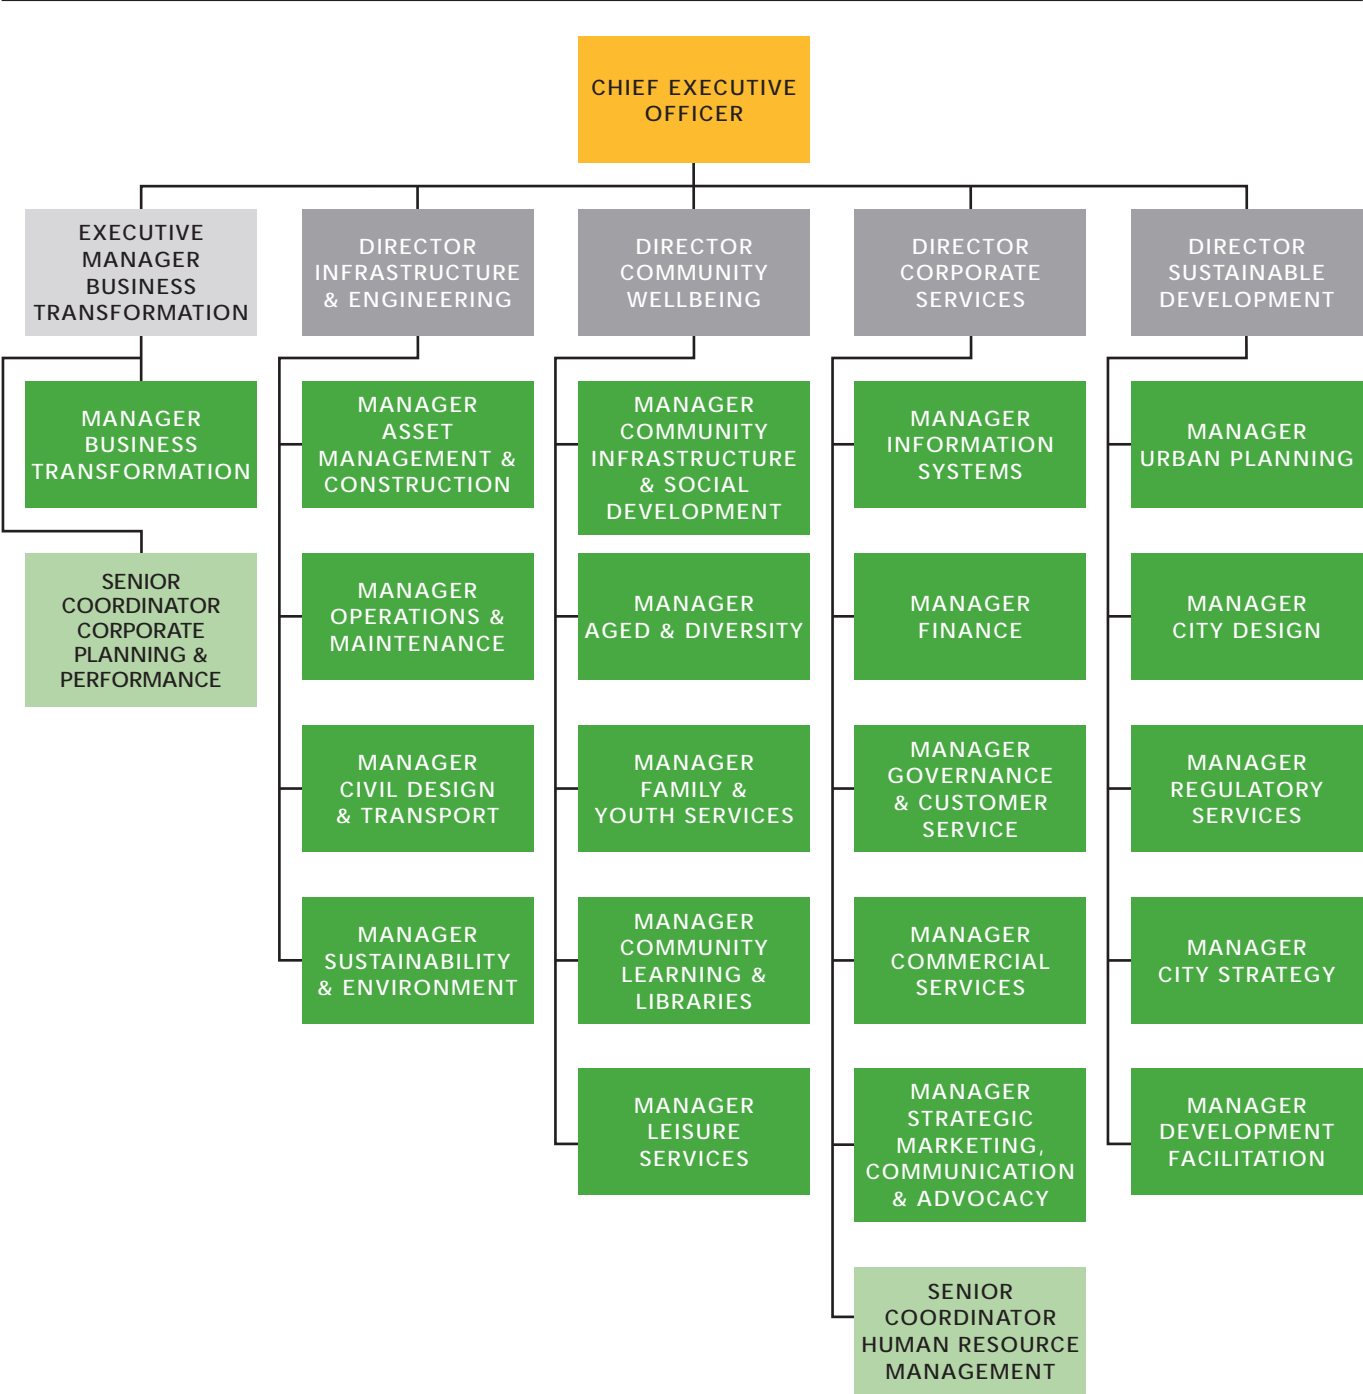 CHIEF EXECUTIVE
OFFICER
EXECUTIVE
MANAGER
BUSINESS
TRANSFORMATION
DIRECTOR
INFRASTRUCTURE
& ENGINEERING
DIRECTOR
COMMUNITY
WELLBEING
DIRECTOR
CORPORATE
SERVICES
DIRECTOR
SUSTAINABLE
DEVELOPMENT
MANAGER
BUSINESS
TRANSFORMATION
MANAGER
ASSET
MANAGEMENT &
CONSTRUCTION
MANAGER
COMMUNITY
INFRASTRUCTURE
& SOCIAL
DEVELOPMENT
MANAGER
INFORMATION
SYSTEMS
MANAGER
URBAN PLANNING
SENIOR
COORDINATOR
CORPORATE
PLANNING &
PERFORMANCE
MANAGER
OPERATIONS &
MAINTENANCE
MANAGER
AGED & DIVERSITY
MANAGER
FINANCE
MANAGER
CITY DESIGN
MANAGER
CIVIL DESIGN
& TRANSPORT
MANAGER
FAMILY &
YOUTH SERVICES
MANAGER
GOVERNANCE
& CUSTOMER
SERVICE
MANAGER
REGULATORY
SERVICES
MANAGER
SUSTAINABILITY
& ENVIRONMENT
MANAGER
COMMUNITY
LEARNING &
LIBRARIES
MANAGER
COMMERCIAL
SERVICES
MANAGER
CITY STRATEGY
MANAGER
LEISURE
SERVICES
MANAGER
STRATEGIC
MARKETING,
COMMUNICATION
& ADVOCACY
MANAGER
DEVELOPMENT
FACILITATION
SENIOR
COORDINATOR
HUMAN RESOURCE
MANAGEMENT